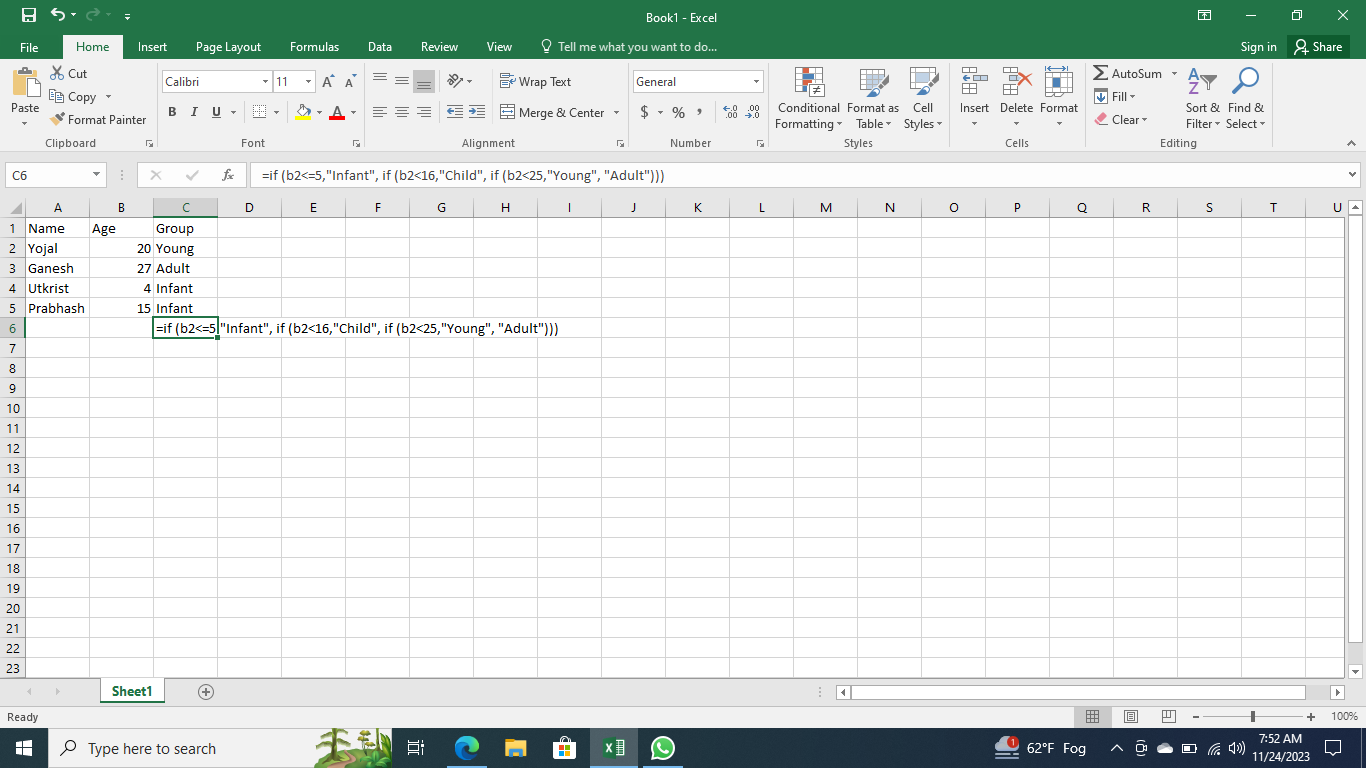 Book1 - Excel
File Home Insert Page Layout Formulas Data Review View Tell me what you want to do... Sign in Share
Paste
Cut
Copy
Format Painter
Clipboard
Calibri 11 A A
B I U A
Font
Wrap Text
Merge & Center
Alignment
General
$ % , .0 .00 .00 .0
Number
Conditional Formatting
Format as Table
Cell Styles
Styles
Insert Delete Format
Cells
AutoSum
Fill
Clear
Sort & Filter
Find & Select
Editing
C6 fx =if (b2<=5,"Infant", if (b2<16,"Child", if (b2<25,"Young", "Adult")))
A B C D E F G H I J K L M N O P Q R S T U
1 Name Age Group
2 Yojal 20 Young
3 Ganesh 27 Adult
4 Utkrist 4 Infant
5 Prabhash 15 Infant
6 =if (b2<=5,"Infant", if (b2<16,"Child", if (b2<25,"Young", "Adult")))
7
8
9
10
11
12
13
14
15
16
17
18
19
20
21
22
23
Sheet1
Ready 100%
Type here to search
1 62°F Fog
7:52 AM
11/24/2023